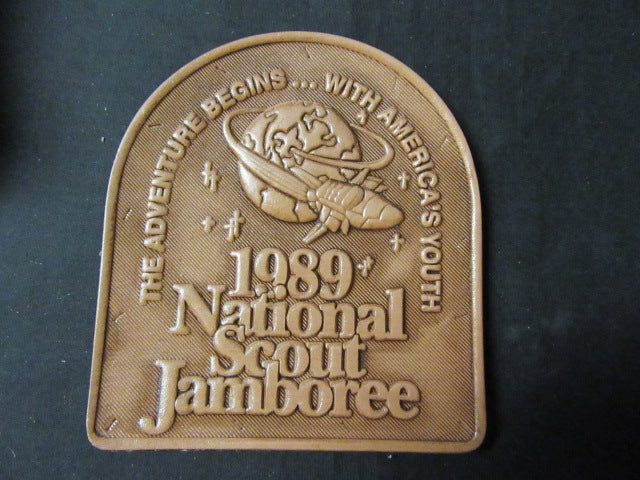 THE ADVENTURE BEGINS... WITH AMERICA'S YOUTH
1989
National
Scout
Jamboree